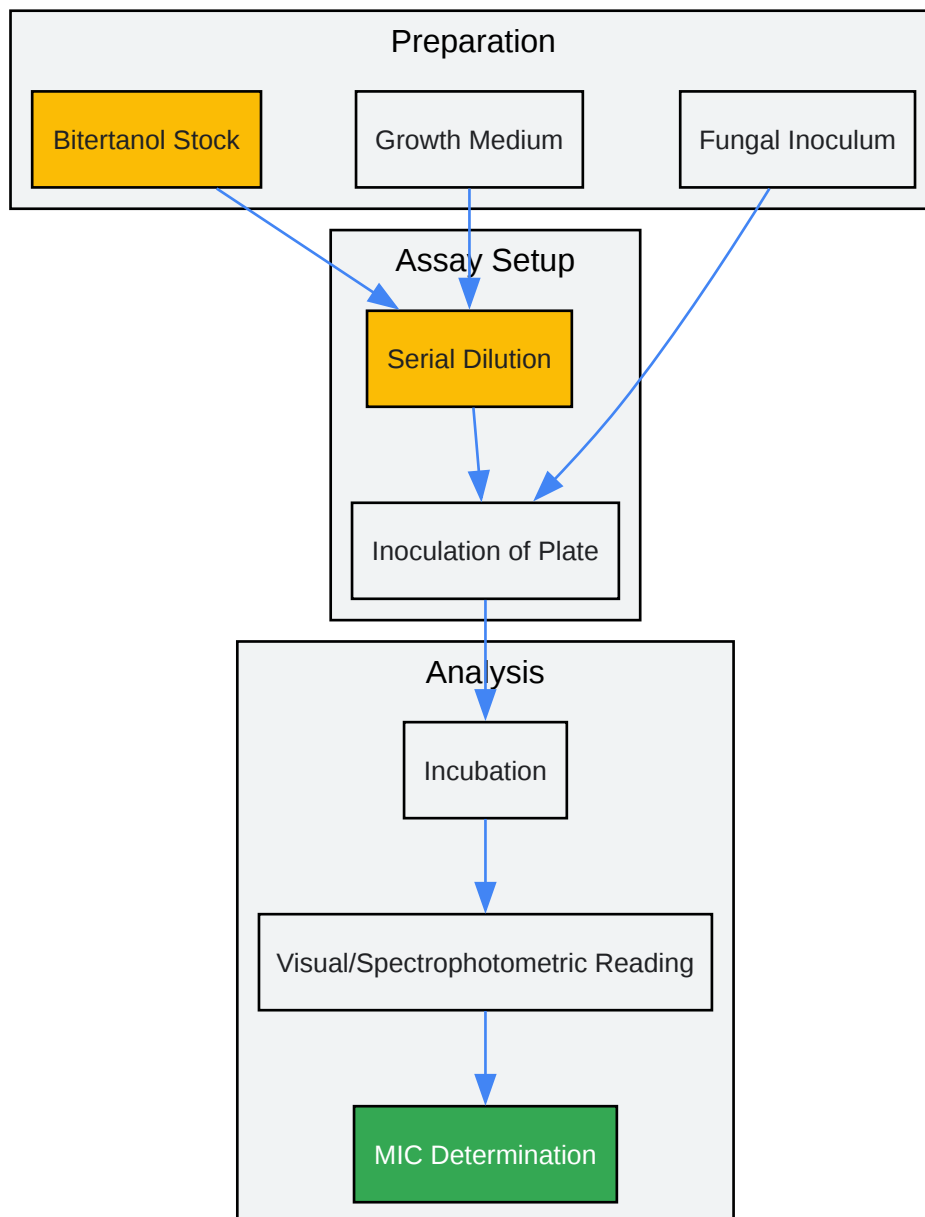 Preparation
Bitertanol Stock
Growth Medium
Fungal Inoculum
Assay Setup
Serial Dilution
Inoculation of Plate
Analysis
Incubation
Visual/Spectrophotometric Reading
MIC Determination